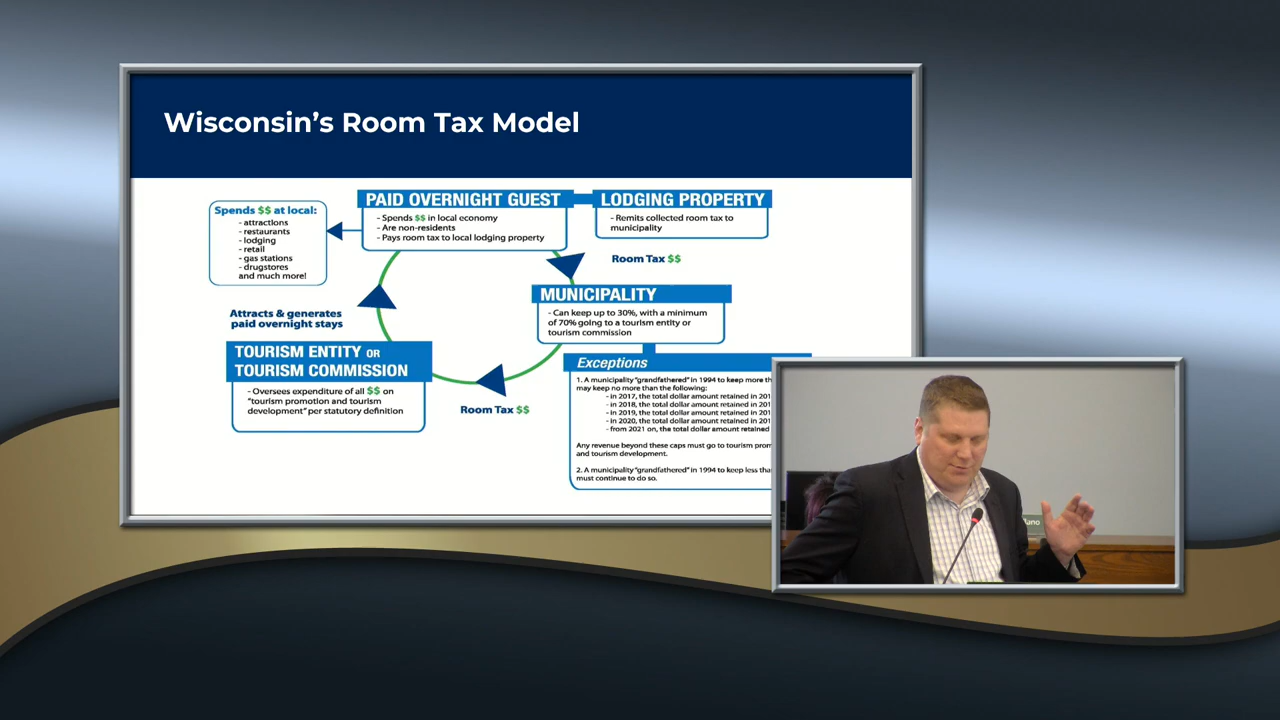 Wisconsin's Room Tax Model
PAID OVERNIGHT GUEST
- Spends $$ in local economy
- Are non-residents
- Pays room tax to local lodging property
LODGING PROPERTY
- Remits collected room tax to
municipality
Spends $$ at local:
- attractions
- restaurants
- lodging
- retail
- gas stations
- drugstores
and much more!
Room Tax $$
MUNICIPALITY
- Can keep up to 30%, with a minimum
of 70% going to a tourism entity or
tourism commission
Attracts & generates
paid overnight stays
TOURISM ENTITY OR
TOURISM COMMISSION
- Oversees expenditure of all $$ on
"tourism promotion and tourism
development" per statutory definition
Room Tax $$
Exceptions
1. A municipality "grandfathered" in 1994 to keep more
may keep no more than the following:
- in 2017, the total dollar amount retained in
- in 2018, the total dollar amount retained in
- in 2019, the total dollar amount retained in
- in 2020, the total dollar amount retained in
- from 2021 on, the total dollar amount retained
Any revenue beyond these caps must go to tourism
and tourism development.
2. A municipality "grandfathered" in 1994 to keep less
must continue to do so.